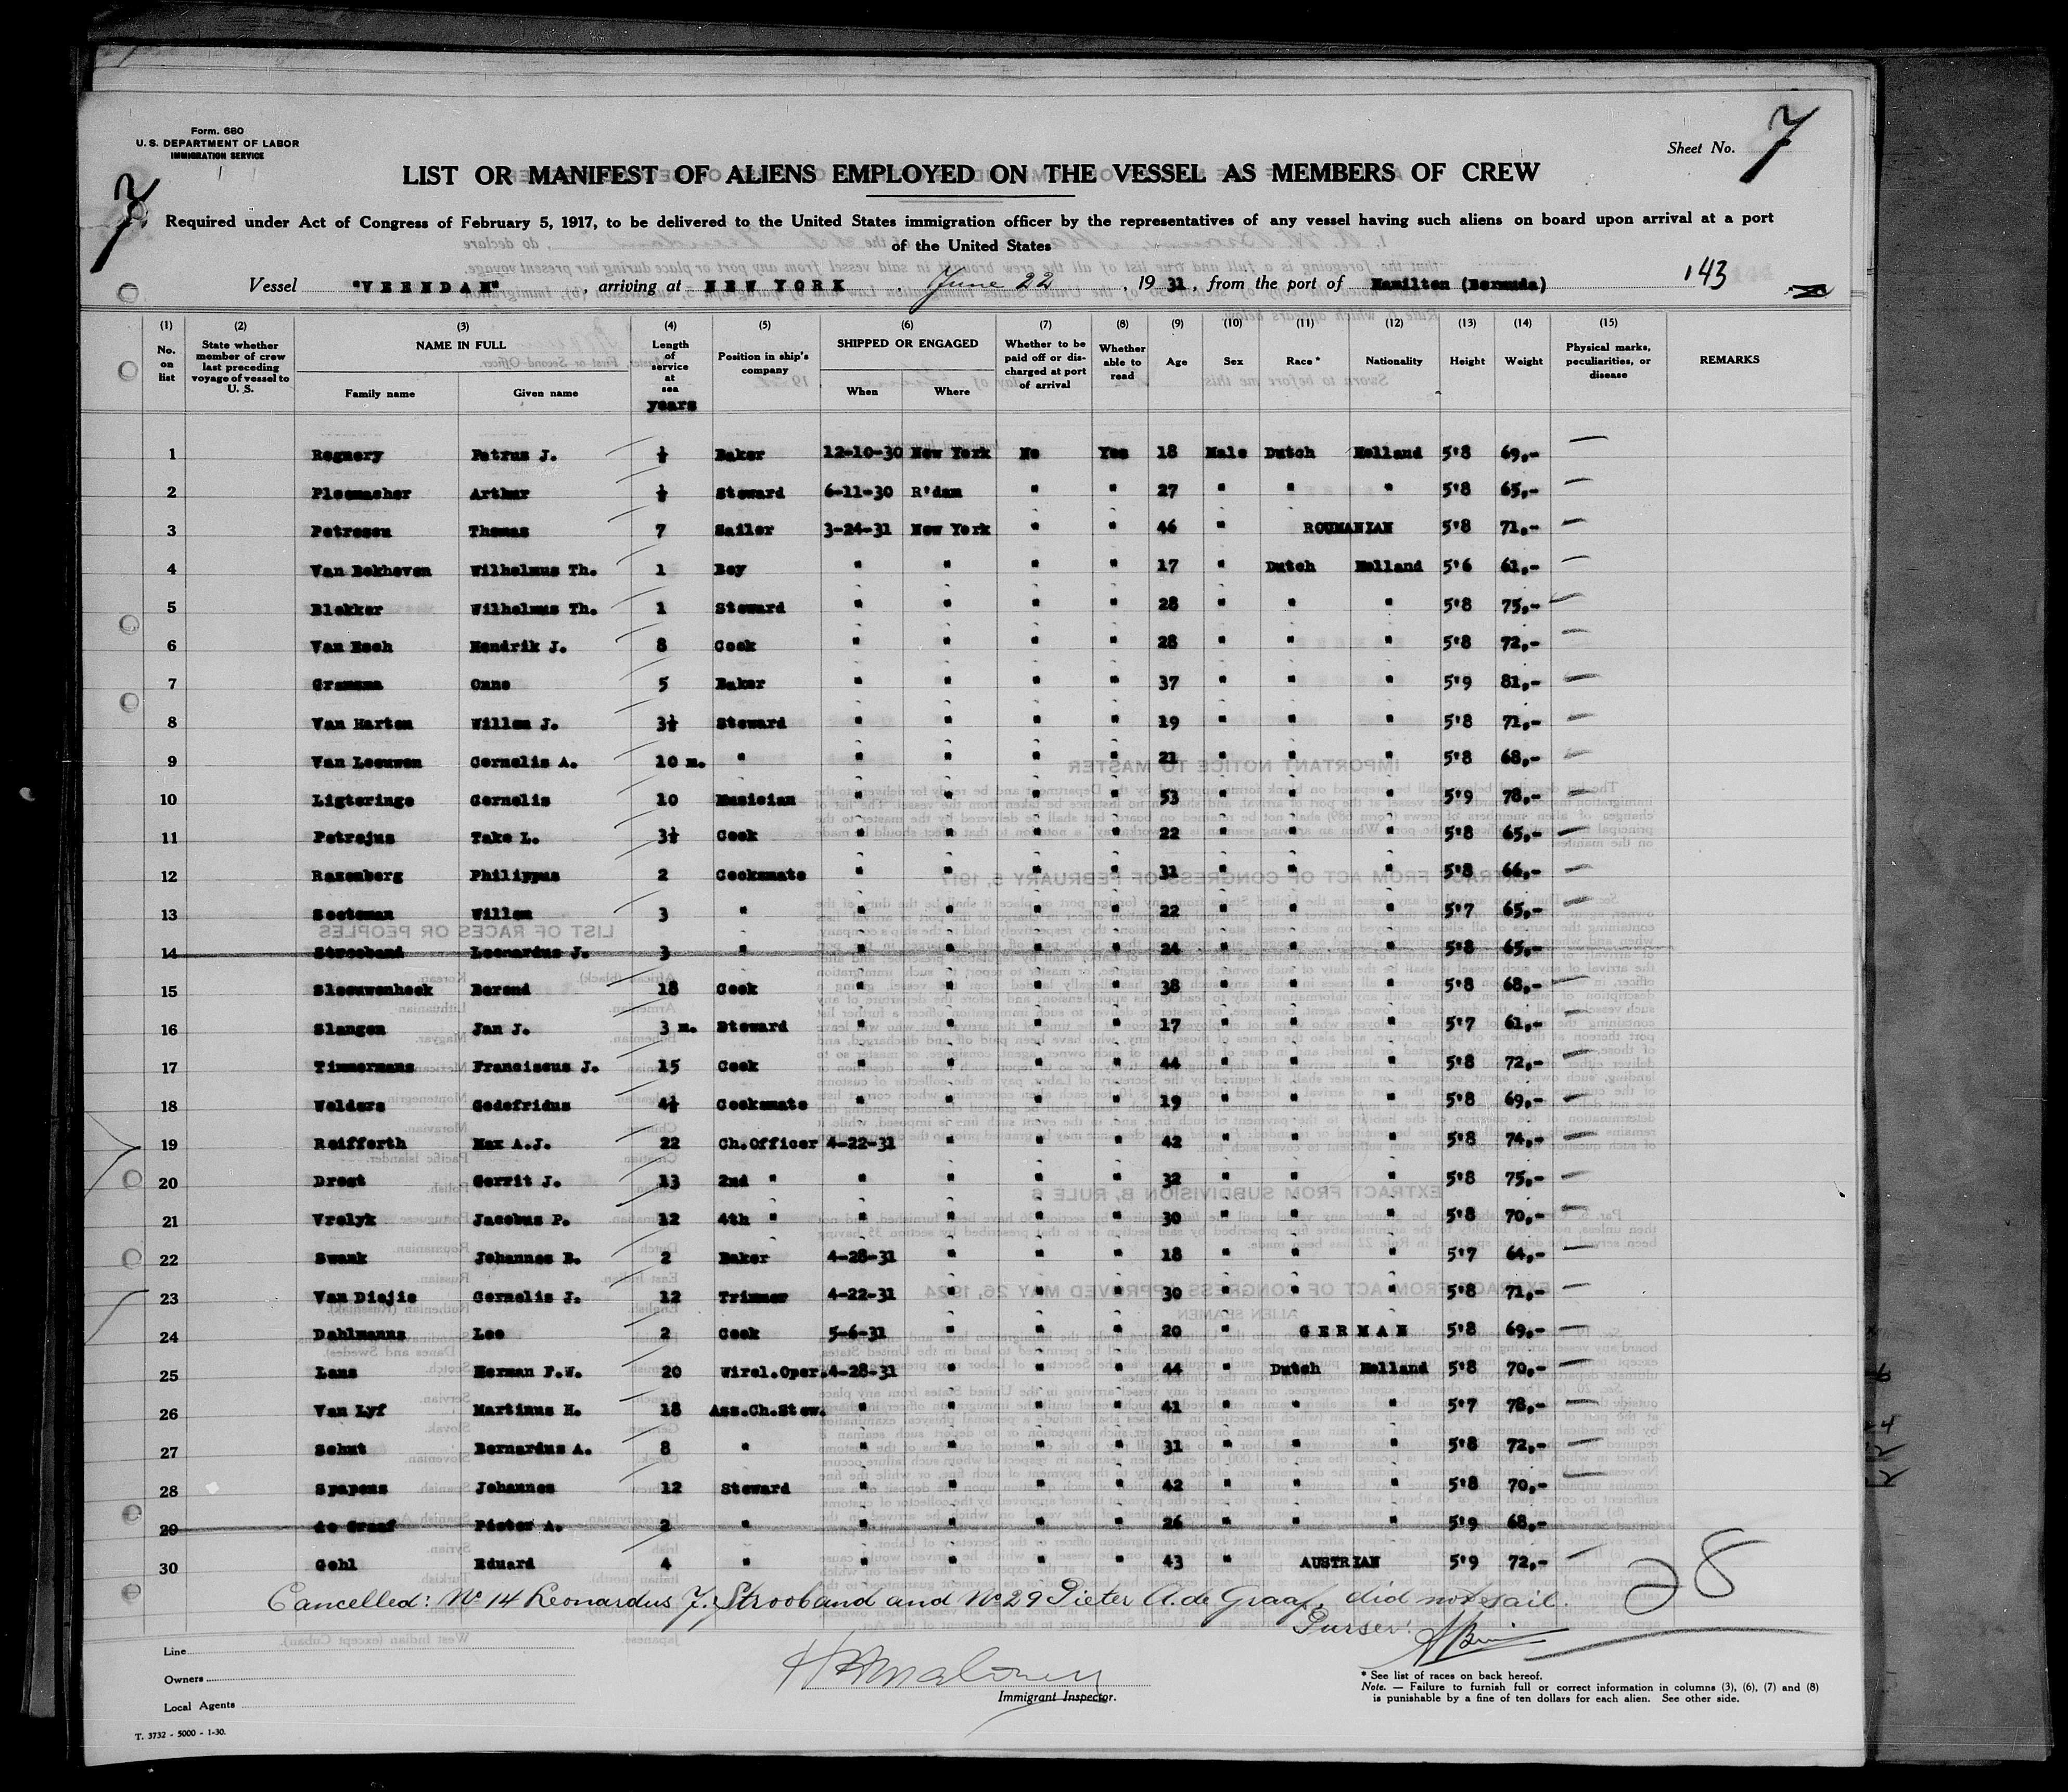 Form. 680
U. S. DEPARTMENT OF LABOR
IMMIGRATION SERVICE
Sheet No. 7
7
LIST OR MANIFEST OF ALIENS EMPLOYED ON THE VESSEL AS MEMBERS OF CREW
Required under Act of Congress of February 5, 1917, to be delivered to the United States immigration officer by the representatives of any vessel having such aliens on board upon arrival at a port
of the United States
Vessel "VEENDAM", arriving at NEW YORK, June 22, 1931, from the port of Hamilton (Bermuda) 143
(1) (2) (3) (4) (5) (6) (7) (8) (9) (10) (11) (12) (13) (14) (15)
No. on list State whether member of crew last preceding voyage of vessel to U. S. NAME IN FULL Family name Given name Length of service at sea years Position in ship's company SHIPPED OR ENGAGED When Where Whether to be paid off or discharged at port of arrival Whether able to read Age Sex Race* Nationality Height Weight Physical marks, peculiarities, or disease REMARKS
1 Regnery Petrus J. ½ Baker 12-10-30 New York No Yes 18 Male Dutch Holland 5'8 69,- —
2 Pleemacher Arthur ½ Steward 6-11-30 R'dam " " 27 " " " 5'8 65,- —
3 Petrescu Thomas 7 Sailer 3-24-31 New York " " 46 " ROUMANIAN 5'8 71,- —
4 Van Bekhoven Wilhelmus Th. 1 Boy " " " " 17 " Dutch Holland 5'6 61,- —
5 Blekker Wilhelmus Th. 1 Steward " " " " 28 " " " 5'8 75,- —
6 Van Esch Hendrik J. 8 Cook " " " " 28 " " " 5'8 72,- —
7 Gramsma Onno 5 Baker " " " " 37 " " " 5'9 81,- —
8 Van Harten Willem J. 3½ Steward " " " " 19 " " " 5'8 71,- —
9 Van Leeuwen Cornelis A. 10 m. " " " " " 21 " " " 5'8 68,- —
10 Ligteringe Cornelis 10 Musician " " " " 53 " " " 5'9 78,- —
11 Petrejus Take L. 3½ Cook " " " " 22 " " " 5'8 65,- —
12 Razenberg Philippus 2 Cooksmate " " " " 31 " " " 5'8 66,- —
13 Soeteman Willem 3 " " " " " 22 " " " 5'7 65,- —
14 Strooband Leonardus J. 3 " " " " " 24 " " " 5'8 65,- —
15 Sleeuwenhoek Berend 18 Cook " " " " 38 " " " 5'8 68,- —
16 Slangen Jan J. 3 m. Steward " " " " 17 " " " 5'7 61,- —
17 Timmermans Franciscus J. 15 Cook " " " " 44 " " " 5'8 72,- —
18 Welders Godefridus 4½ Cooksmate " " " " 19 " " " 5'8 69,- —
19 Reifferth Max A.J. 22 Ch.Officer 4-22-31 " " " 42 " " " 5'8 74,- —
20 Drost Gerrit J. 13 2nd " " " " " 32 " " " 5'8 75,- —
21 Vrolyk Jacobus P. 12 4th " " " " " 30 " " " 5'8 70,- —
22 Swank Johannes B. 2 Baker 4-28-31 " " " 18 " " " 5'7 64,- —
23 Van Disjie Cornelis J. 12 Trimmer 4-22-31 " " " 30 " " " 5'8 71,- —
24 Dahlmanns Leo 2 Cook 5-6-31 " " " 20 " GERMAN 5'8 69,- —
25 Lans Herman F.W. 20 Wirel.Oper. 4-28-31 " " " 44 " Dutch Holland 5'8 70,- —
26 Van Lyf Martinus H. 18 Ass.Ch.Stew. " " " " 41 " " " 5'7 78,- —
27 Schut Bernardus A. 8 " " " " " 31 " " " 5'8 72,- —
28 Spapens Johannes 12 Steward " " " " 42 " " " 5'8 70,- —
29 de Graaf Pieter A. 2 " " " " " 26 " " " 5'9 68,- —
30 Gohl Eduard 4 " " " " " 43 " AUSTRIAN 5'9 72,- —
28
Cancelled: No 14 Leonardus J. Strooband and No 29 Pieter A. de Graaf, did not sail.
Purser:
Line
Owners
Local Agents
Immigrant Inspector.
* See list of races on back hereof.
Note. — Failure to furnish full or correct information in columns (3), (6), (7) and (8)
is punishable by a fine of ten dollars for each alien. See other side.
T. 3732 - 5000 - 1-30.